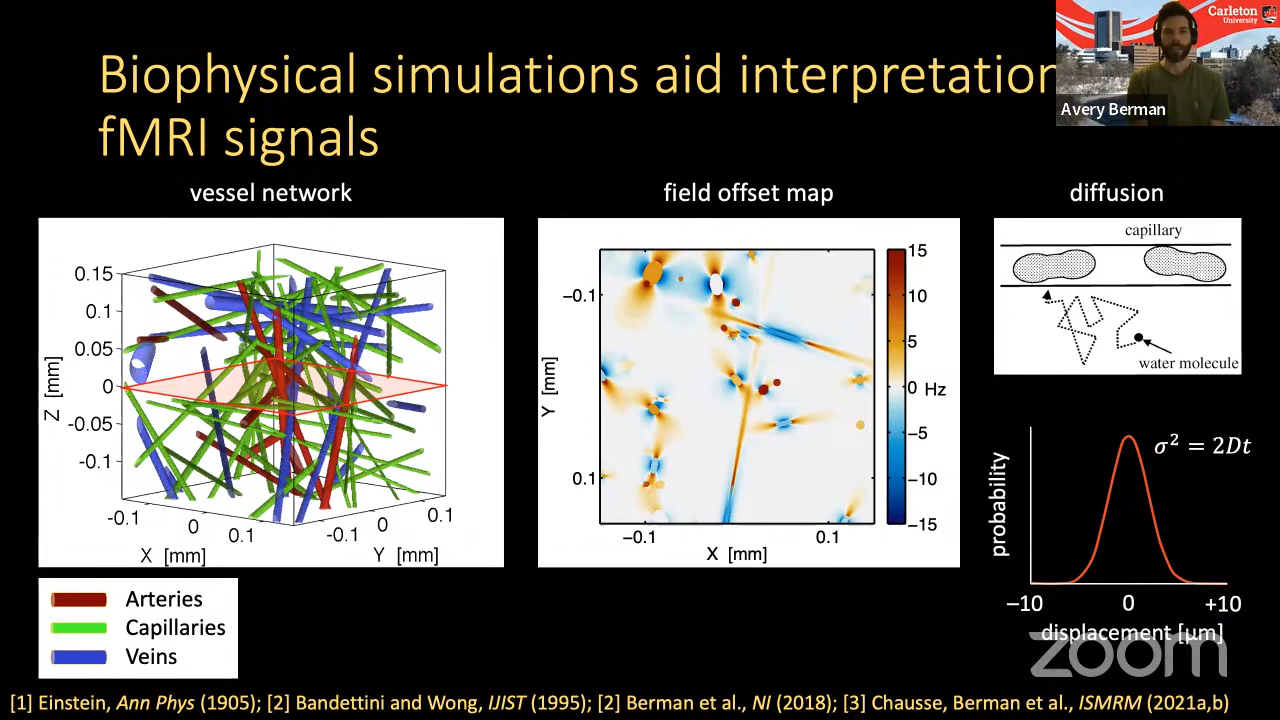 Biophysical simulations aid interpretation
fMRI signals
Carleton
University
Avery Berman
vessel network
0.15
0.1
0.05
0
-0.05
-0.1
Z [mm]
-0.1
0
0.1
X [mm]
-0.1
0
0.1
Y [mm]
Arteries
Capillaries
Veins
field offset map
−0.1
0.1
Y [mm]
−0.1
0.1
X [mm]
15
10
5
0 Hz
−5
−10
−15
diffusion
capillary
water molecule
probability
σ² = 2Dt
−10 0 +10
displacement [μm]
zoom
[1] Einstein, Ann Phys (1905); [2] Bandettini and Wong, IJIST (1995); [2] Berman et al., NI (2018); [3] Chausse, Berman et al., ISMRM (2021a,b)